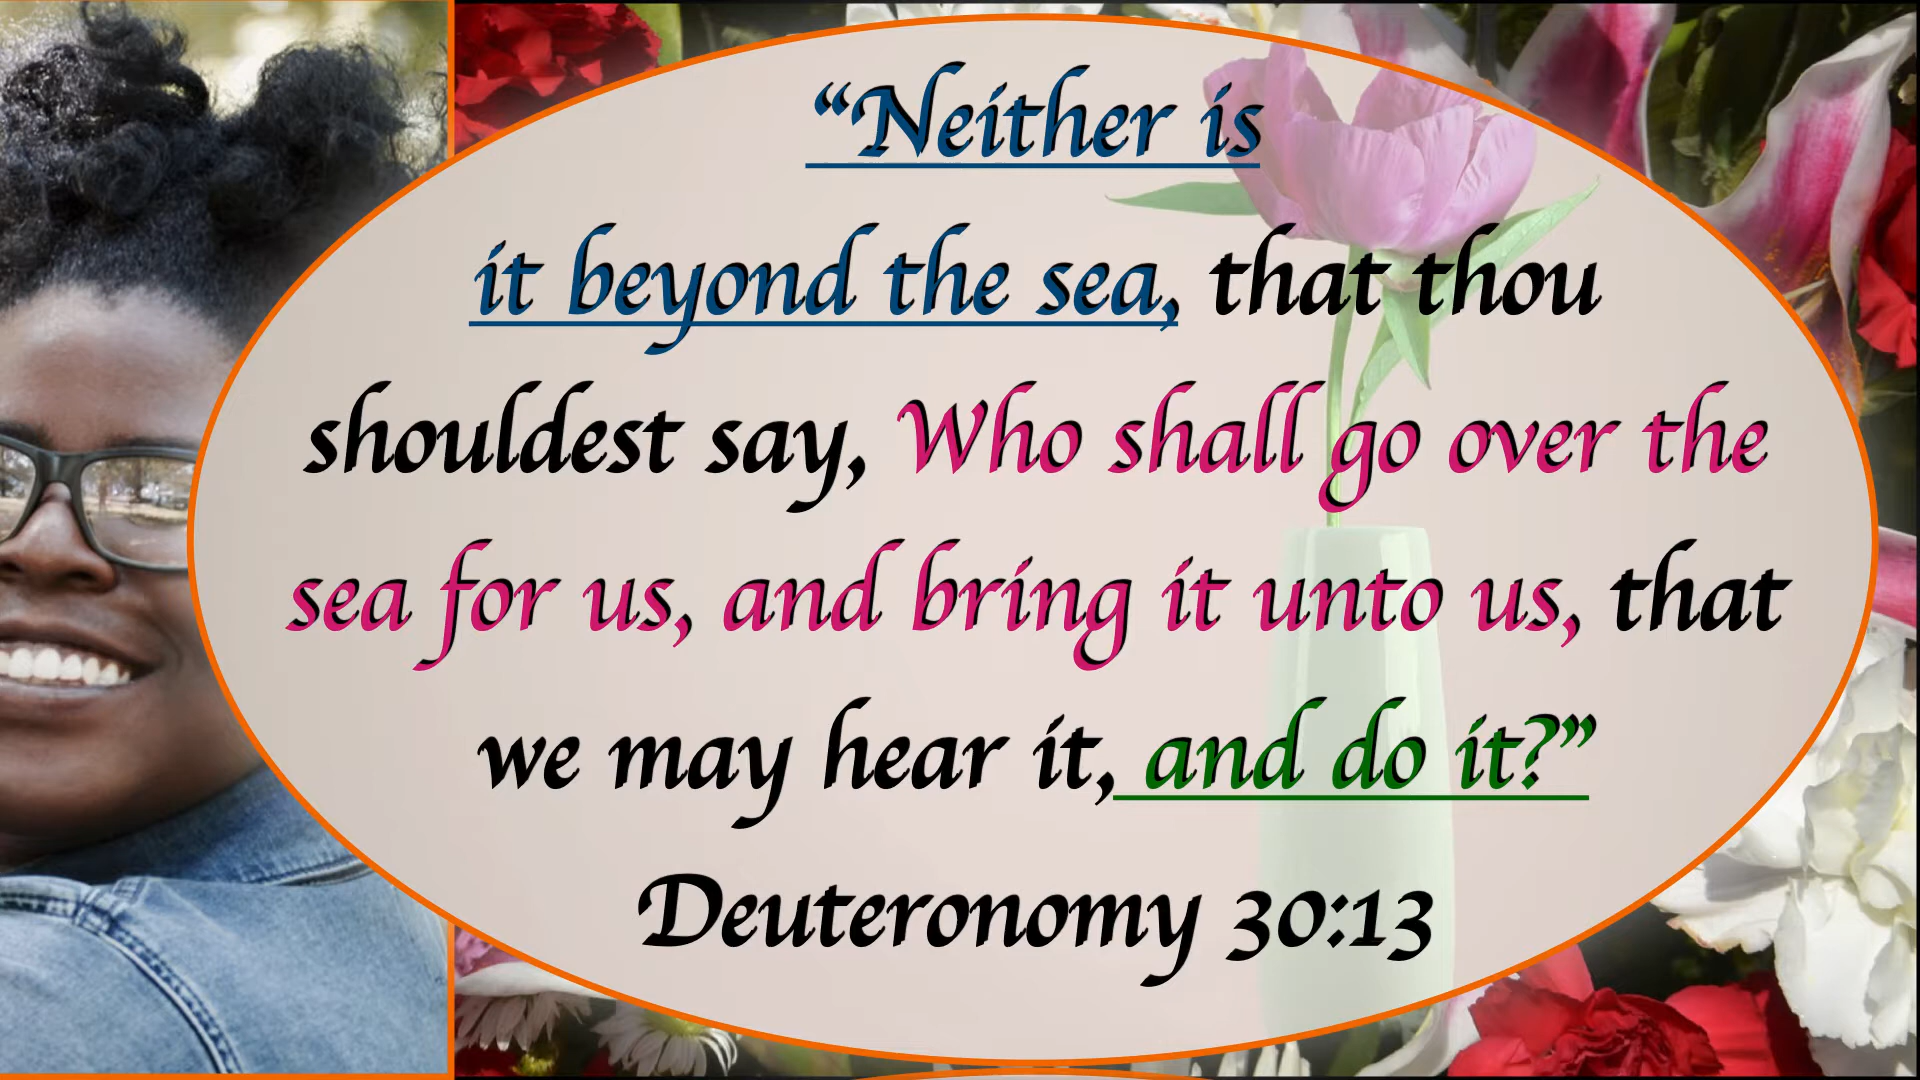 “Neither is
it beyond the sea, that thou
shouldest say, Who shall go over the
sea for us, and bring it unto us, that
we may hear it, and do it?”
Deuteronomy 30:13